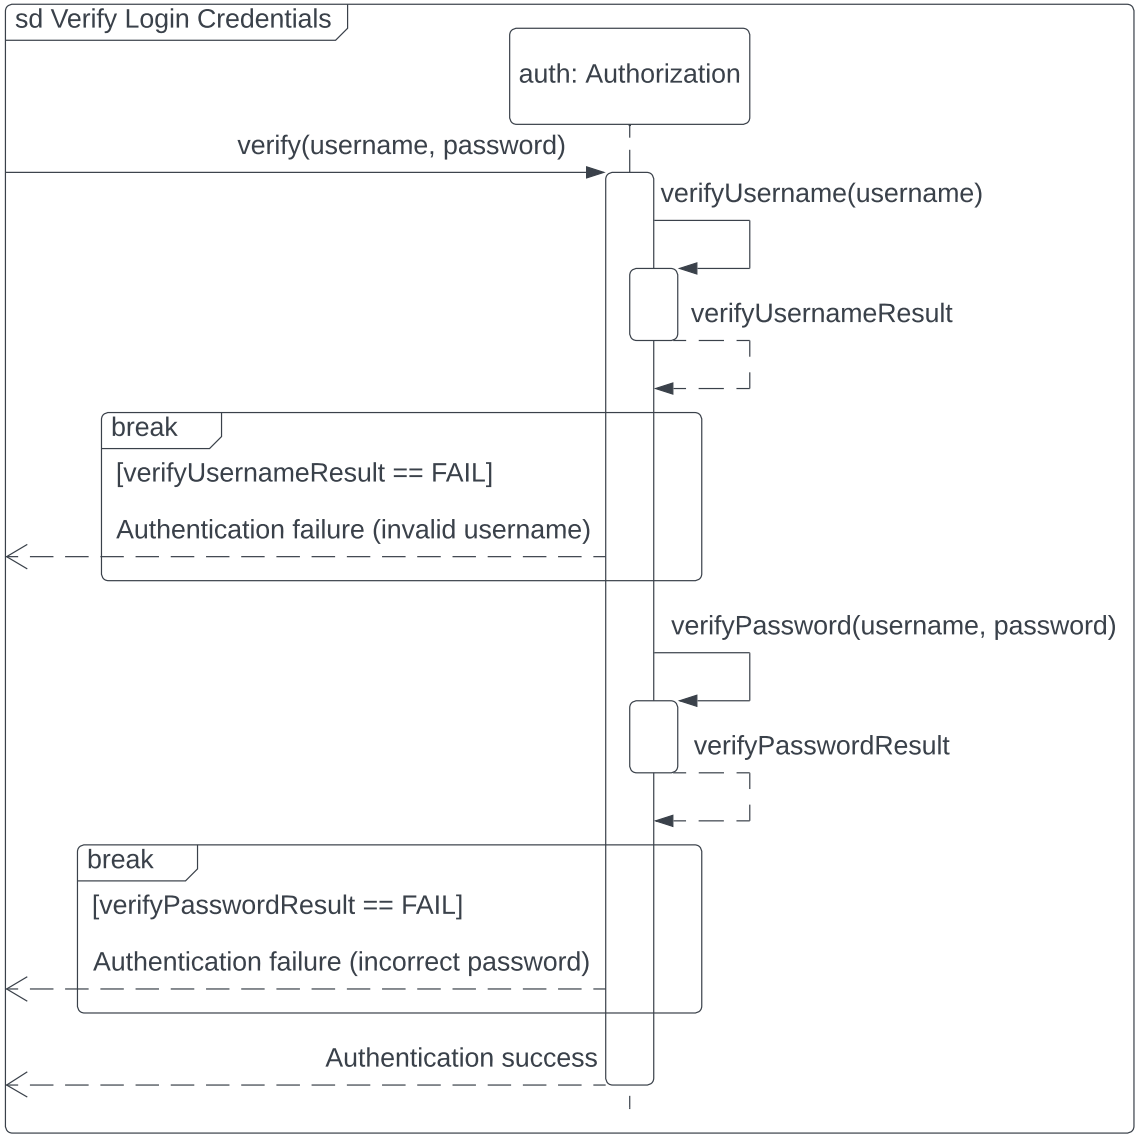 sd Verify Login Credentials
auth: Authorization
verify(username, password)
verifyUsername(username)
verifyUsernameResult
break
[verifyUsernameResult == FAIL]
Authentication failure (invalid username)
verifyPassword(username, password)
verifyPasswordResult
break
[verifyPasswordResult == FAIL]
Authentication failure (incorrect password)
Authentication success